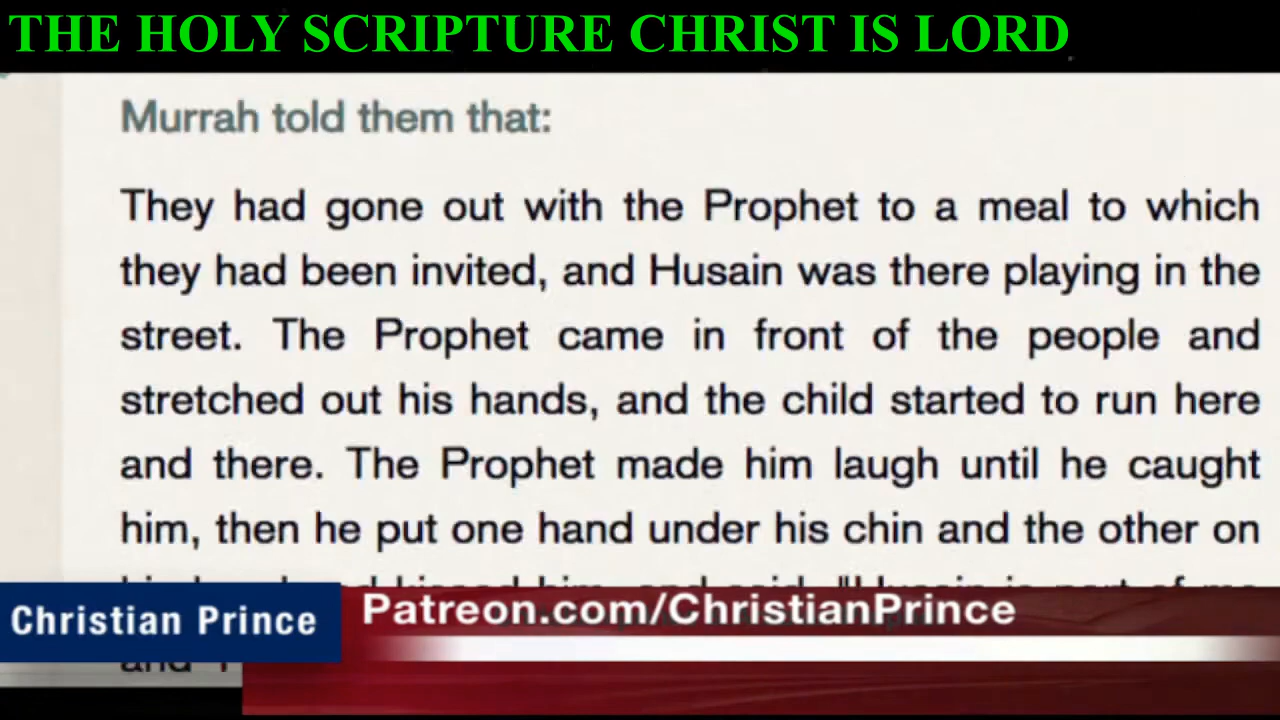 THE HOLY SCRIPTURE CHRIST IS LORD
Murrah told them that:
They had gone out with the Prophet to a meal to which
they had been invited, and Husain was there playing in the
street. The Prophet came in front of the people and
stretched out his hands, and the child started to run here
and there. The Prophet made him laugh until he caught
him, then he put one hand under his chin and the other on
Christian Prince
Patreon.com/ChristianPrince